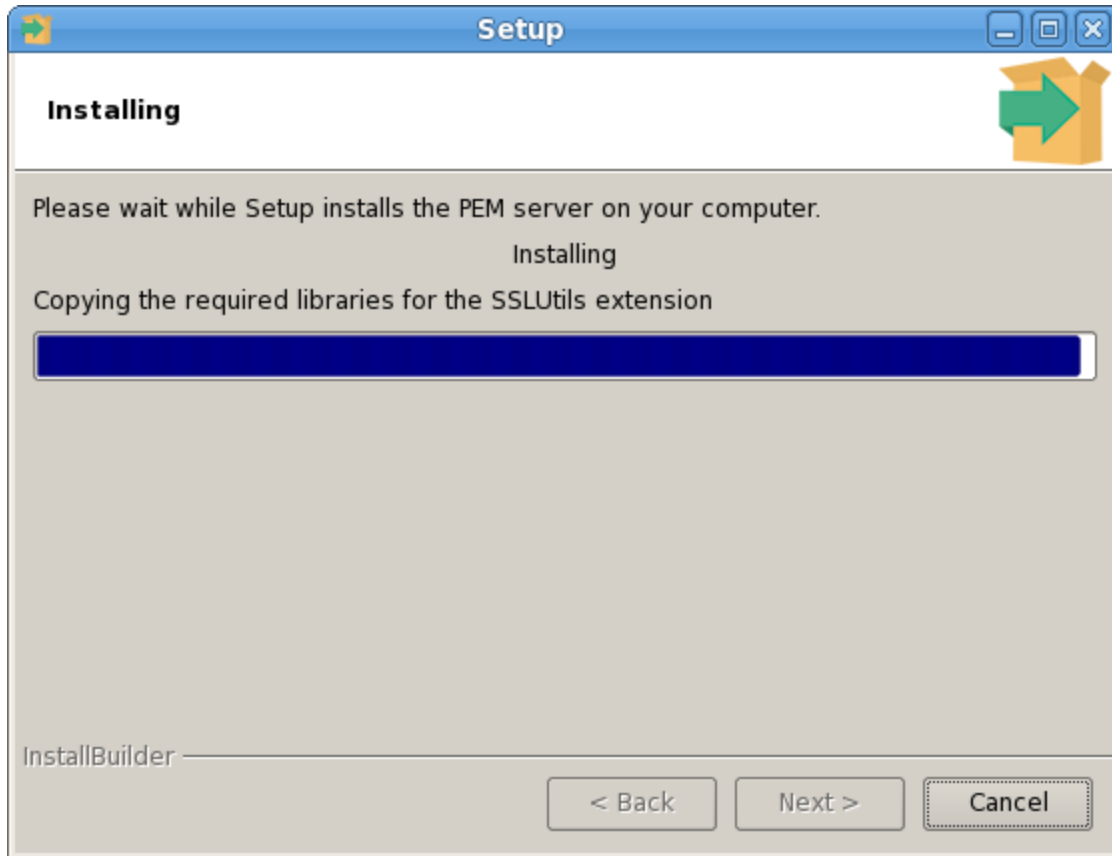 Setup
Installing
Please wait while Setup installs the PEM server on your computer.
Installing
Copying the required libraries for the SSLUtils extension
InstallBuilder
< Back
Next >
Cancel